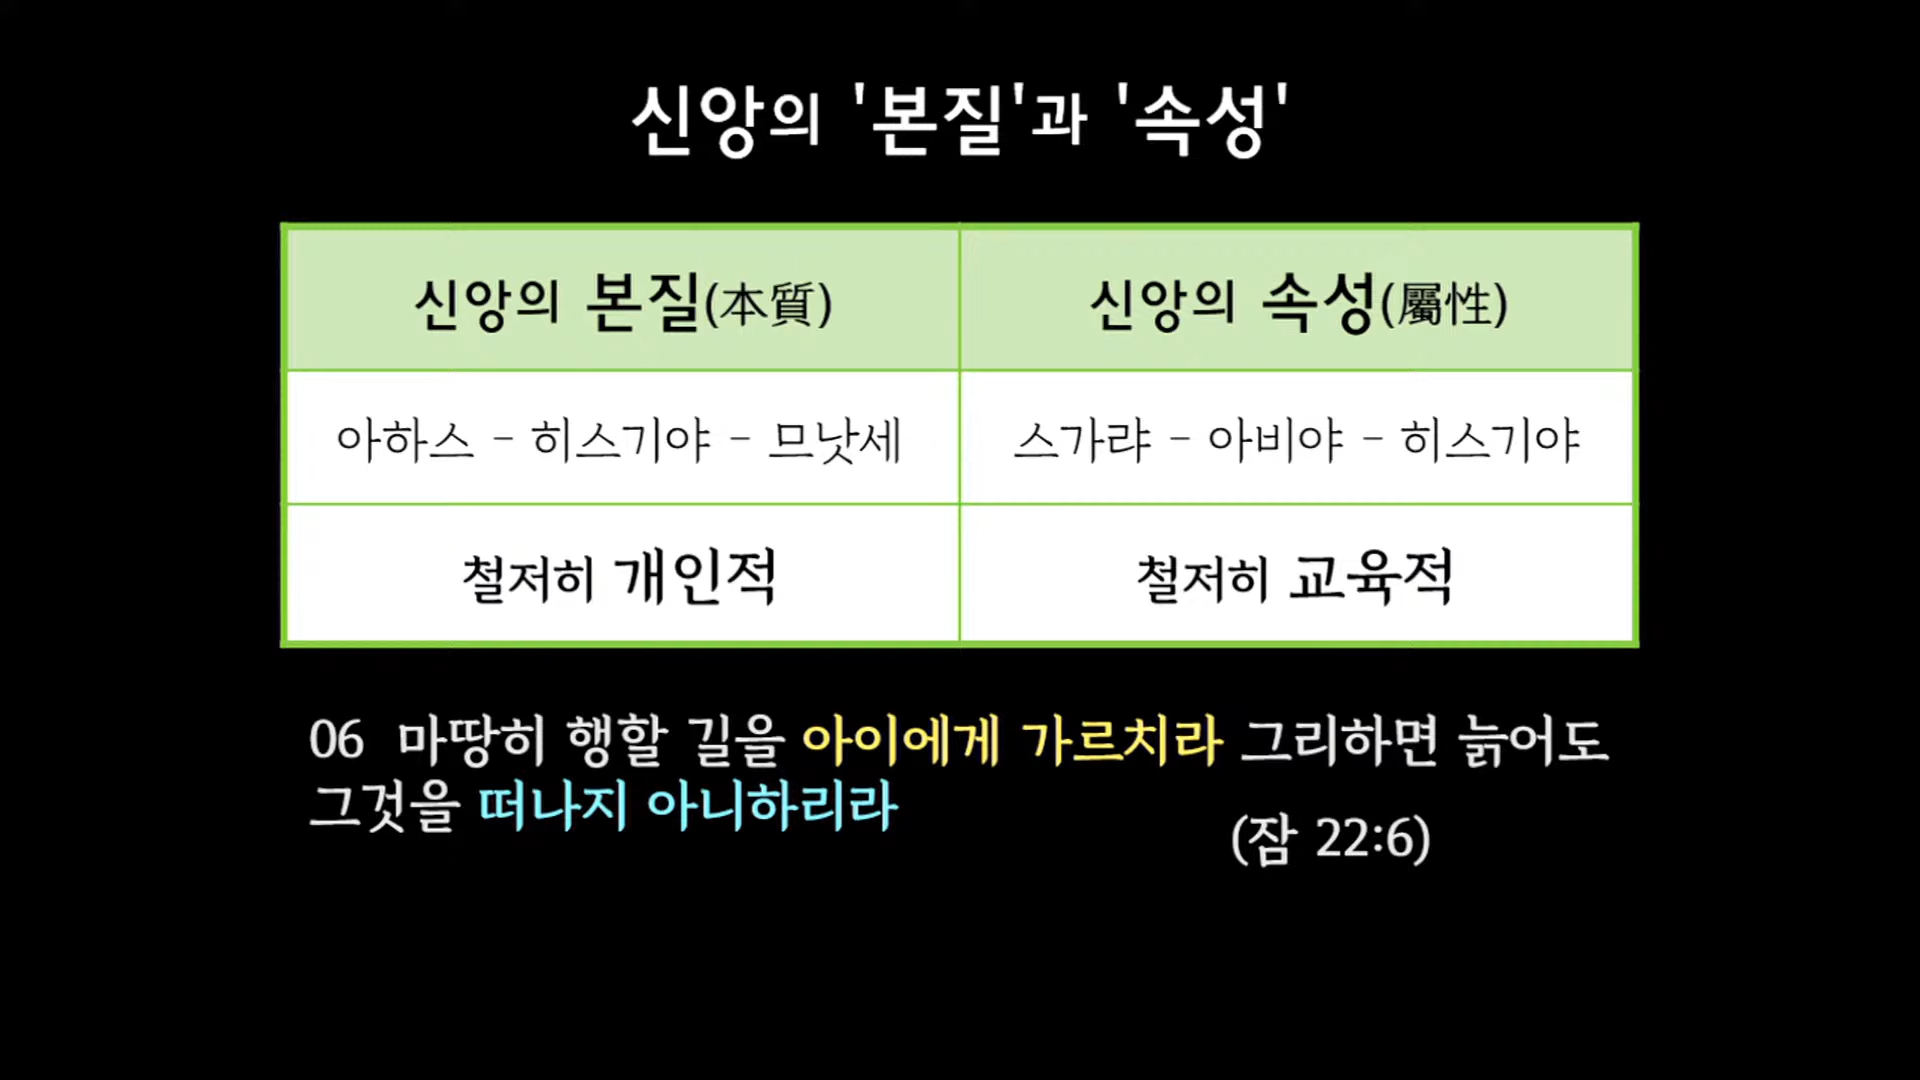 신앙의 '본질'과 '속성'
신앙의 본질(本質)
신앙의 속성(屬性)
아하스 - 히스기야 - 므낫세
스가랴 - 아비야 - 히스기야
철저히 개인적
철저히 교육적
06 마땅히 행할 길을 아이에게 가르치라 그리하면 늙어도
그것을 떠나지 아니하리라
(잠 22:6)